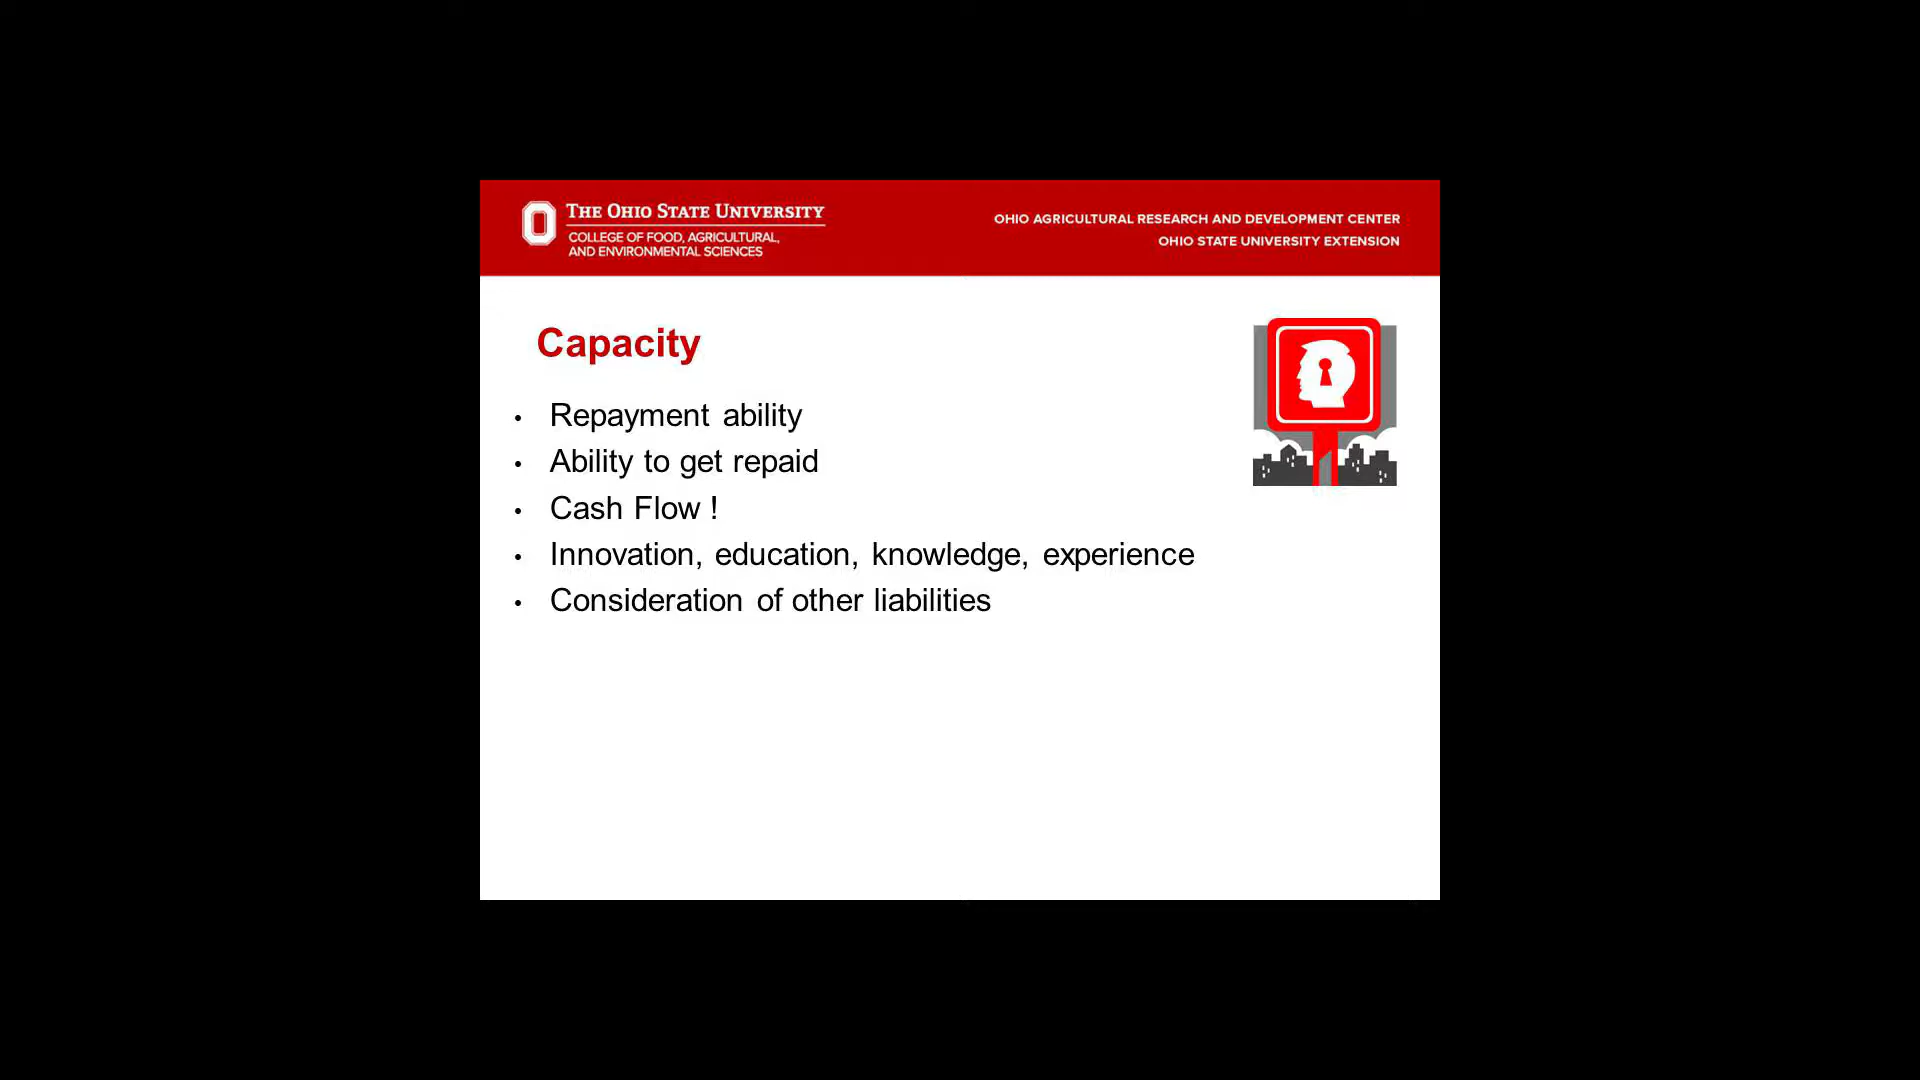 THE OHIO STATE UNIVERSITY
COLLEGE OF FOOD, AGRICULTURAL,
AND ENVIRONMENTAL SCIENCES
OHIO AGRICULTURAL RESEARCH AND DEVELOPMENT CENTER
OHIO STATE UNIVERSITY EXTENSION
Capacity
• Repayment ability
• Ability to get repaid
• Cash Flow !
• Innovation, education, knowledge, experience
• Consideration of other liabilities